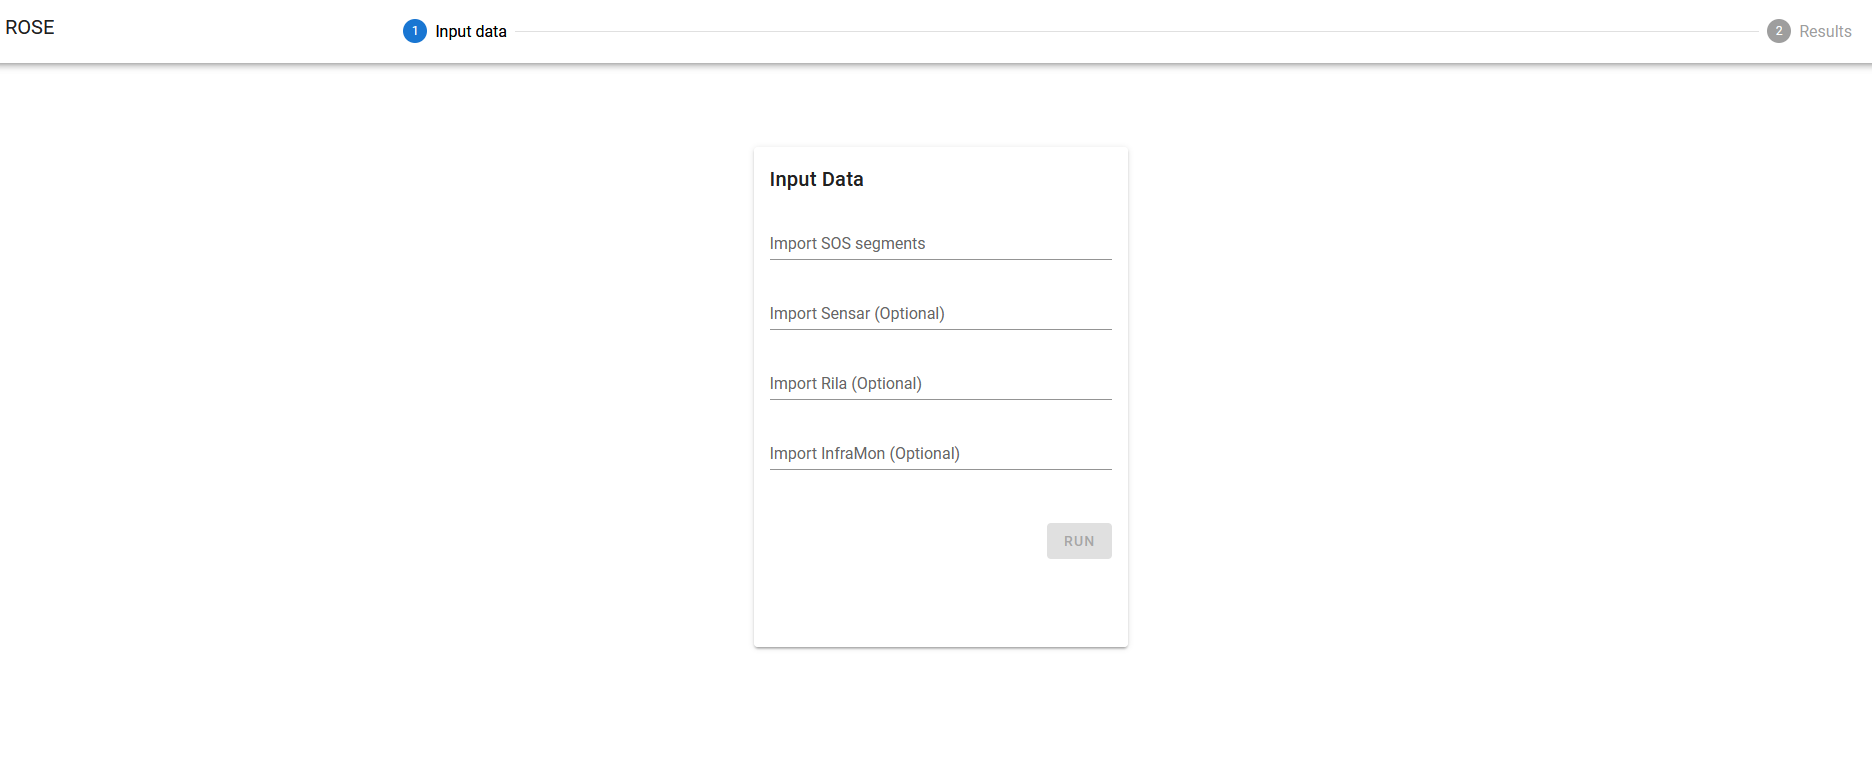 ROSE
1 Input data
2 Results
Input Data
Import SOS segments
Import Sensar (Optional)
Import Rila (Optional)
Import InfraMon (Optional)
RUN